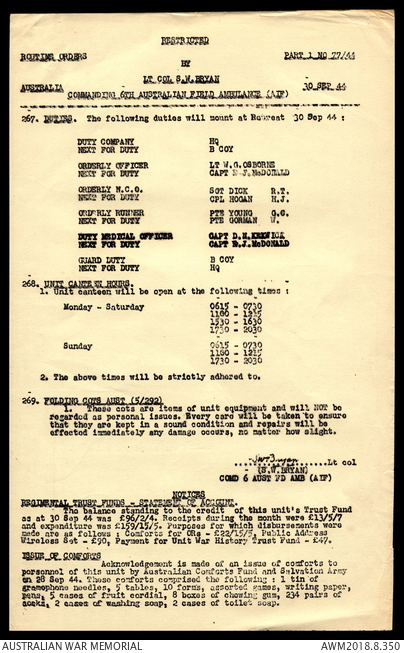 RESTRICTED
ROUTINE ORDERS PART 1 NO 77/44
BY
LT COL S.W.BRYAN
AUSTRALIA 30 SEP 44
COMMANDING 6TH AUSTRALIAN FIELD AMBULANCE (AIF)
267. DUTIES. The following duties will mount at 30 Sep 44 :
DUTY COMPANY HQ
NEXT FOR DUTY B COY
ORDERLY OFFICER LT W.G.OSBORNE
NEXT FOR DUTY CAPT McDONALD
ORDERLY N.C.O. SGT DICK R.T.
NEXT FOR DUTY CPL HOGAN H.J.
ORDERLY RUNNER PTE YOUNG G.G.
NEXT FOR DUTY PTE GORMAN W.
DUTY MEDICAL OFFICER CAPT
NEXT FOR DUTY CAPT McDONALD
GUARD DUTY B COY
NEXT FOR DUTY HQ
268. UNIT CANTEEN HOURS.
1. Unit canteen will be open at the following times :
Monday - Saturday 0615 - 0730
1100 - 1215
1530 - 1630
1730 - 2030
Sunday 0615 - 0730
1100 - 1215
1730 - 2030
2. The above times will be strictly adhered to.
269. FOLDING COTS AUST (5/292)
1. These cots are items of unit equipment and will NOT be
regarded as personal issues. Every care will be taken to ensure
that they are kept in a sound condition and repairs will be
effected immediately any damage occurs, no matter how slight.
Lt col
(S.W.BRYAN)
COMD 6 AUST FD AMB (AIF)
NOTICES
REGIMENTAL TRUST FUNDS - STATEMENT OF ACCOUNT.
The balance standing to the credit of this unit's Trust Fund
as at 30 Sep 44 was £96/2/4. Receipts during the month were £13/5/7
and expenditure was £159/15/5. Purposes for which disbursements were
made are as follows : Comforts for ORs - £22/15/5, Public Address
Wireless Set - £90, Payment for Unit War History Trust Fund - £47.
ISSUE OF COMFORTS
Acknowledgement is made of an issue of comforts to
personnel of this unit by Australian Comforts Fund and Salvation Army
on 28 Sep 44. These comforts comprised the following : 1 tin of
gramophone needles, 5 tables, 10 forms, assorted games, writing paper,
pens, 5 cases of fruit cordial, 8 boxes of chewing gum, 234 pairs of
socks, 2 cases of washing soap, 2 cases of toilet soap.
AUSTRALIAN WAR MEMORIAL AWM2018.8.350